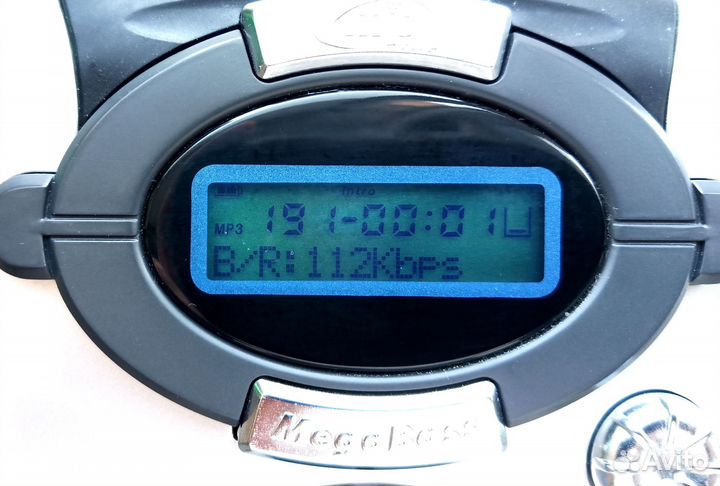 Intro
MP3 191-00:01
B/R:112Kbps
MegaBass
Avito